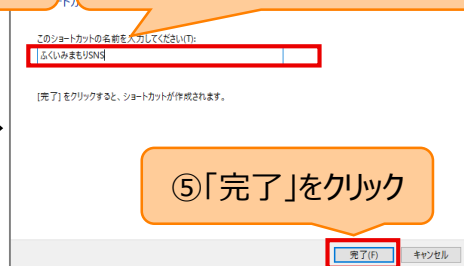 このショートカットの名前を入力してください(T):
ふくいみまもりSNS
[完了] をクリックすると、ショートカットが作成されます。
⑤「完了」をクリック
完了(F)
キャンセル